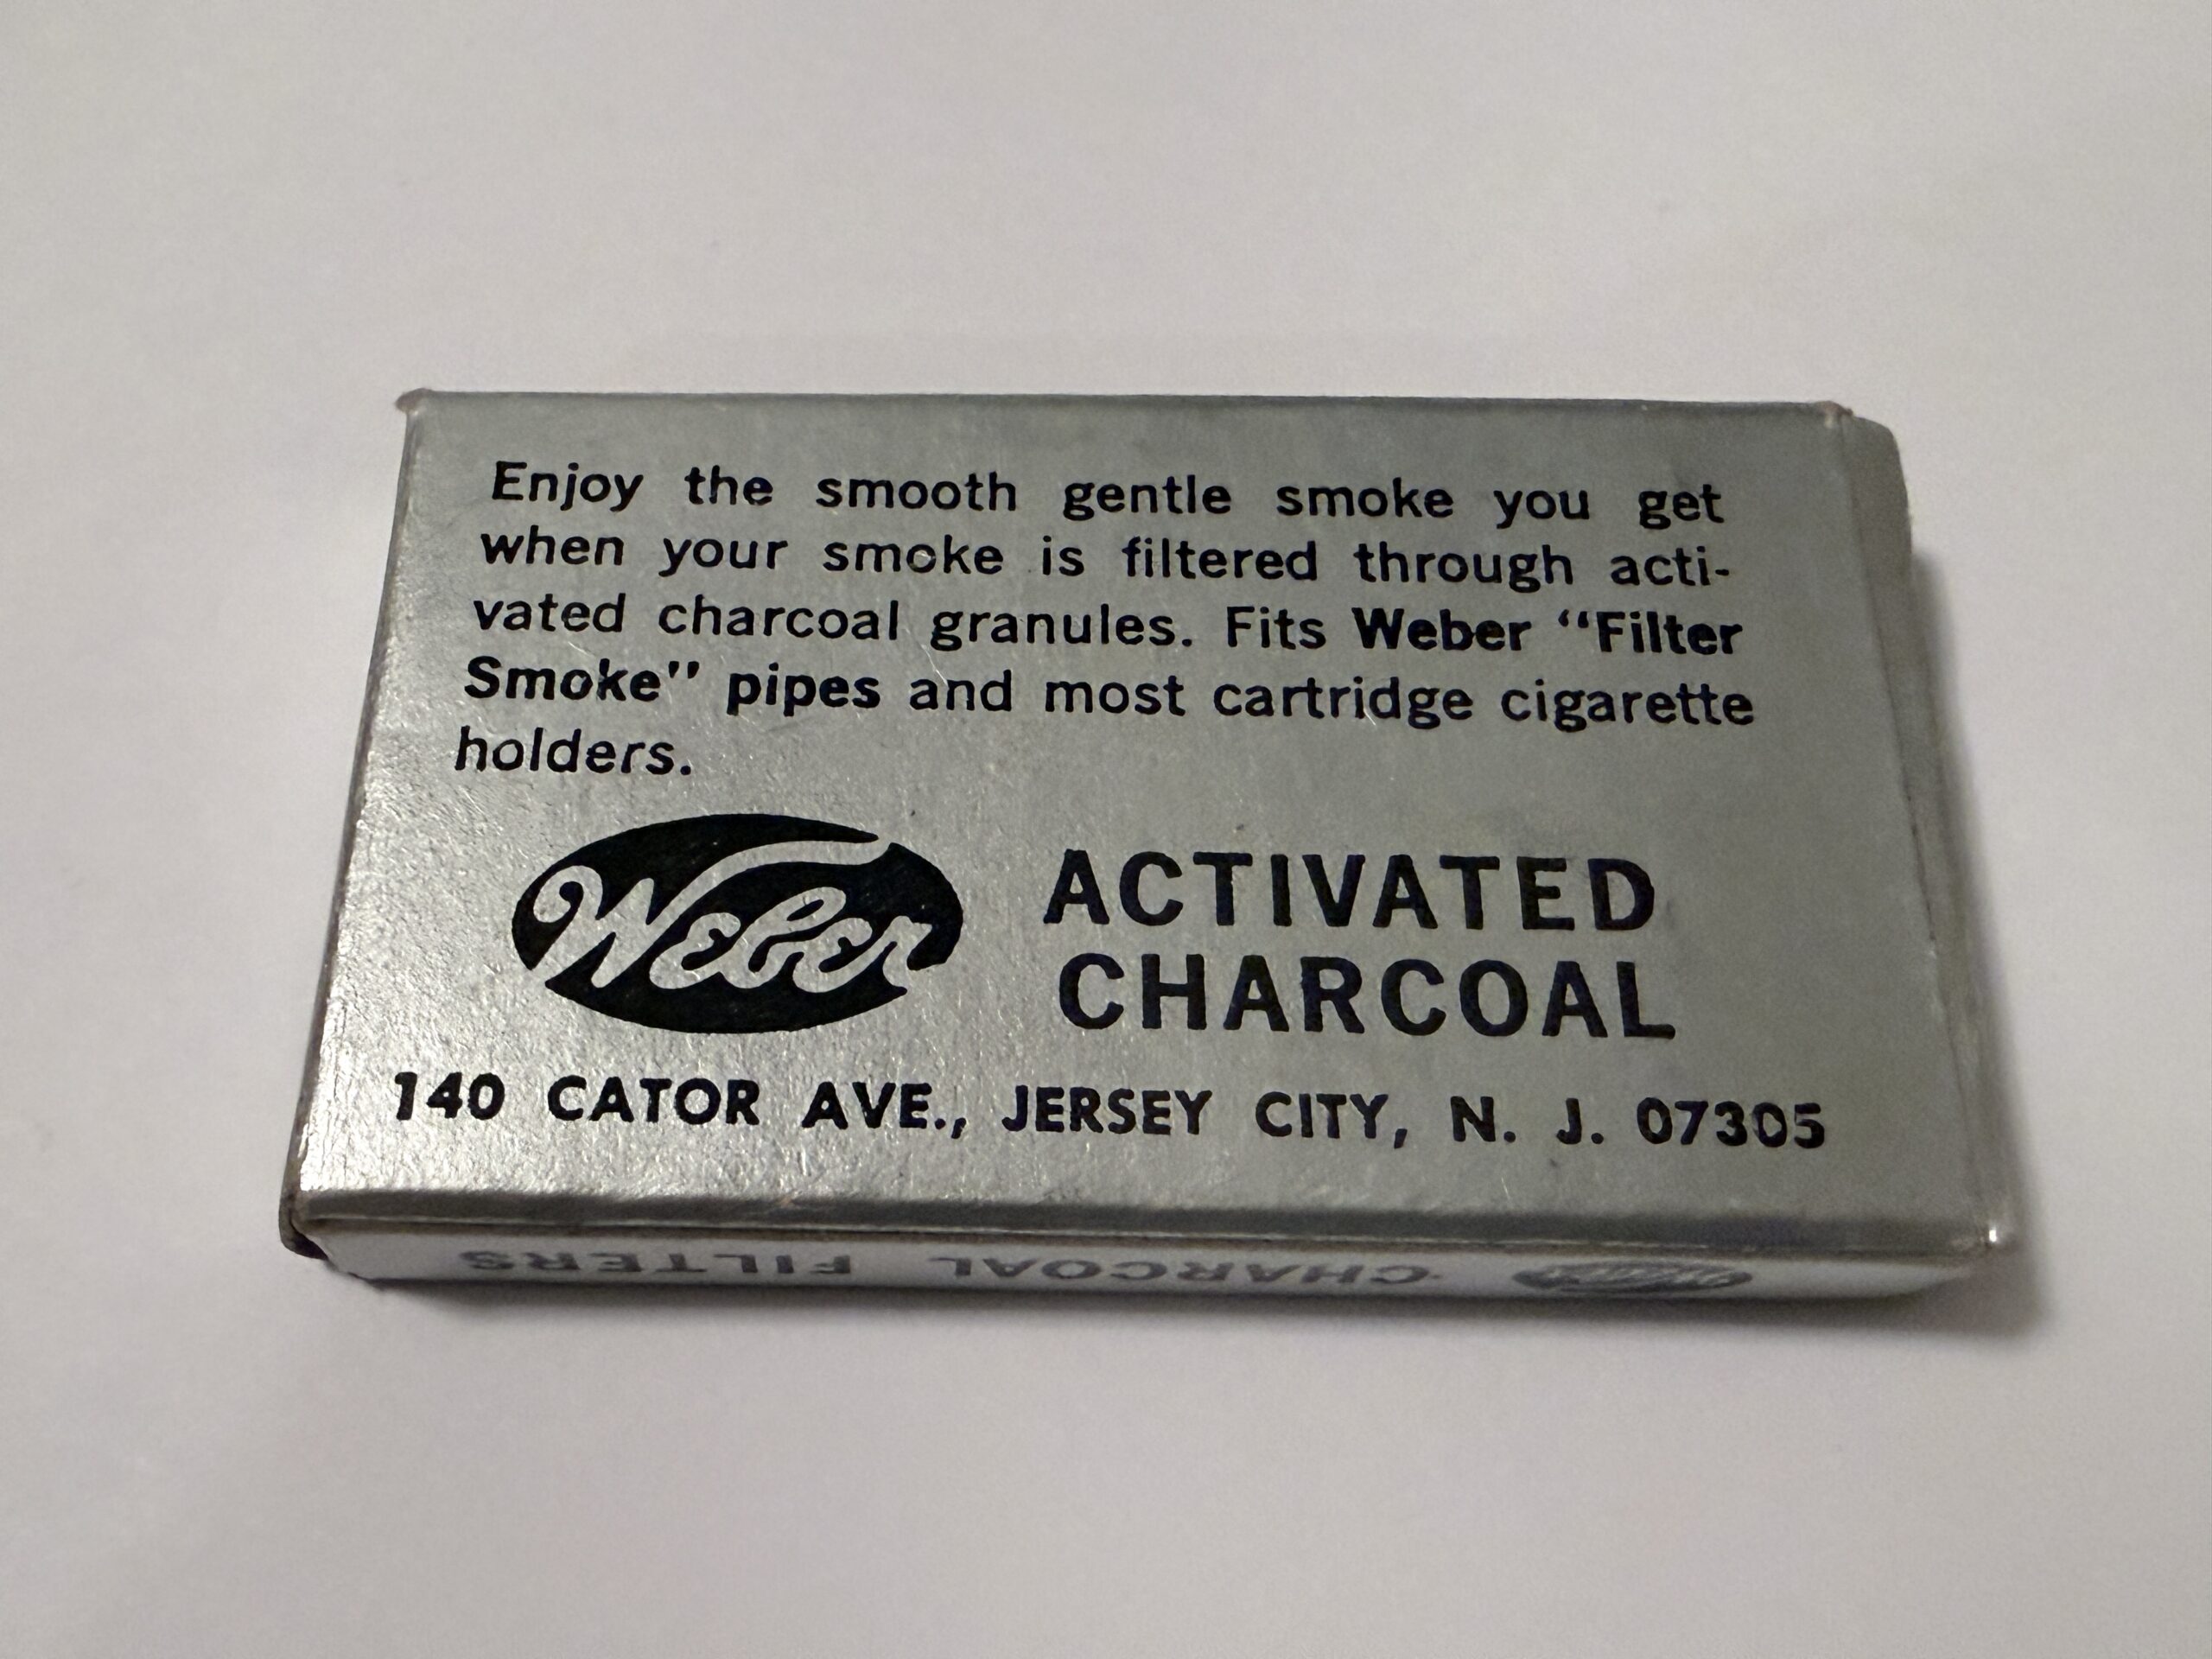 Enjoy the smooth gentle smoke you get
when your smoke is filtered through acti-
vated charcoal granules. Fits Weber “Filter
Smoke” pipes and most cartridge cigarette
holders.
Weber
ACTIVATED
CHARCOAL
140 CATOR AVE., JERSEY CITY, N. J. 07305
Weber CHARCOAL FILTERS